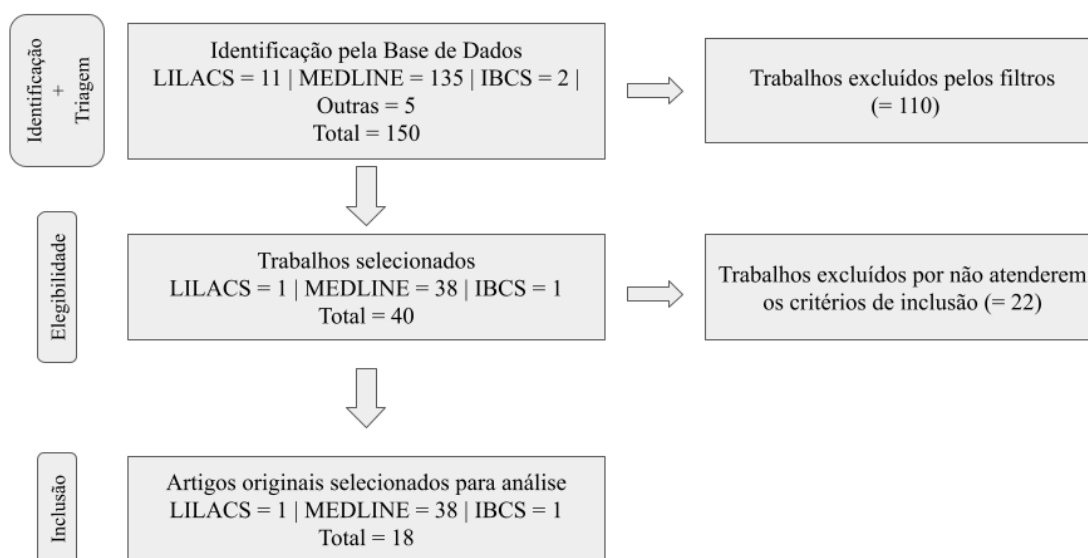 Identificação
+
Triagem
Identificação pela Base de Dados
LILACS = 11 | MEDLINE = 135 | IBCS = 2 |
Outras = 5
Total = 150
Trabalhos excluídos pelos filtros
(= 110)
Elegibilidade
Trabalhos selecionados
LILACS = 1 | MEDLINE = 38 | IBCS = 1
Total = 40
Trabalhos excluídos por não atenderem
os critérios de inclusão (= 22)
Inclusão
Artigos originais selecionados para análise
LILACS = 1 | MEDLINE = 38 | IBCS = 1
Total = 18